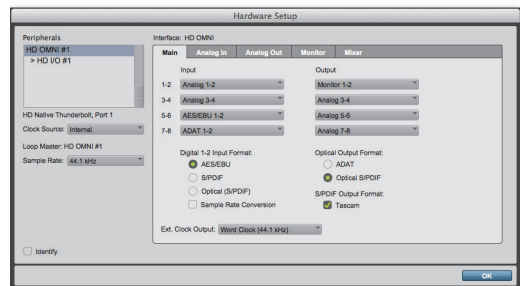 Hardware Setup
Peripherals
HD OMNI #1
> HD I/O #1
HD Native Thunderbolt, Port 1
Clock Source: Internal
Loop Master: HD OMNI #1
Sample Rate: 44.1 kHz
Identify
Interface: HD OMNI
Main Analog In Analog Out Monitor Mixer
Input Output
1-2 Analog 1-2 Monitor 1-2
3-4 Analog 3-4 Analog 3-4
5-6 AES/EBU 1-2 Analog 5-6
7-8 ADAT 1-2 Analog 7-8
Digital 1-2 Input Format: Optical Output Format:
AES/EBU ADAT
S/PDIF Optical S/PDIF
Optical (S/PDIF) S/PDIF Output Format:
Sample Rate Conversion Tascam
Ext. Clock Output: Word Clock (44.1 kHz)
OK